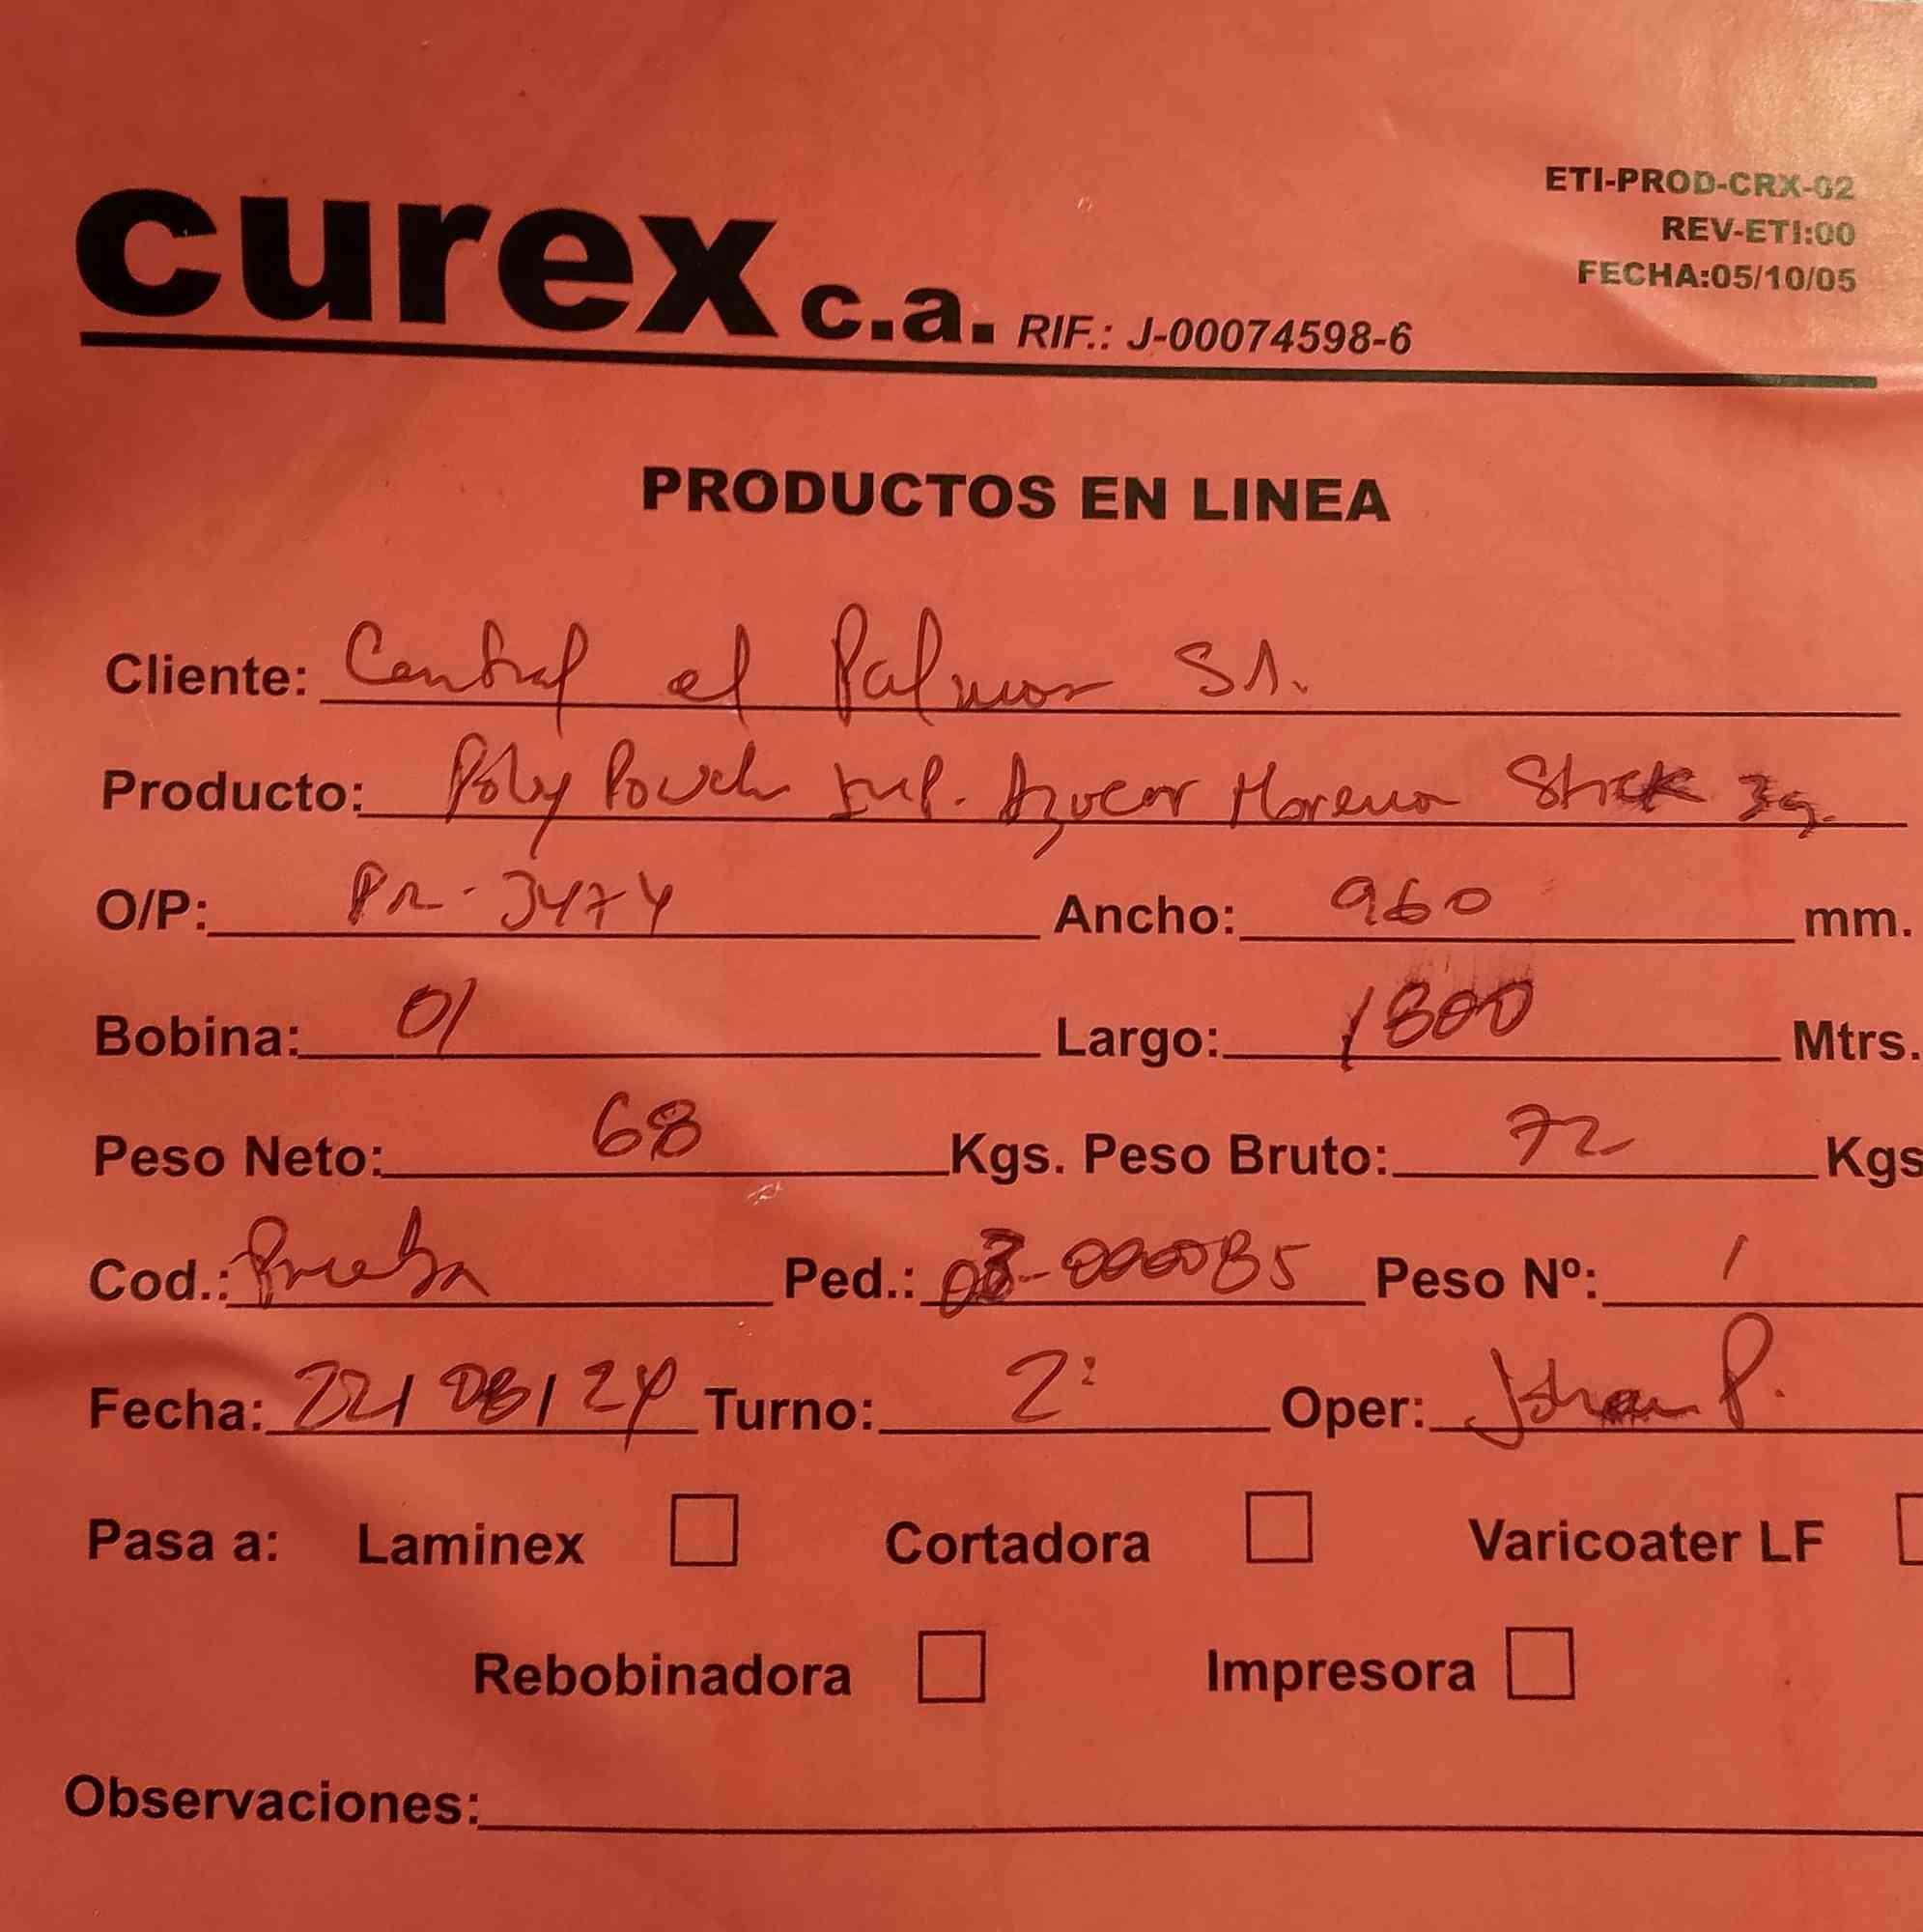 ETI-PROD-CRX-02
REV-ETI:00
FECHA:05/10/05
curex c.a. RIF.: J-00074598-6
PRODUCTOS EN LINEA
Cliente: Central el Palmar SA.
Producto: Poly Pouch Imp. Azucar Morena Stick 3g.
O/P: PR-3474 Ancho: 960 mm.
Bobina: 01 Largo: 1800 Mtrs.
Peso Neto: 68 Kgs. Peso Bruto: 72 Kgs
Cod.: Prueba Ped.: Peso Nº: 1
Fecha: 22/08/24 Turno: 2: Oper: Johan P.
Pasa a: Laminex Cortadora Varicoater LF
Rebobinadora Impresora
Observaciones: